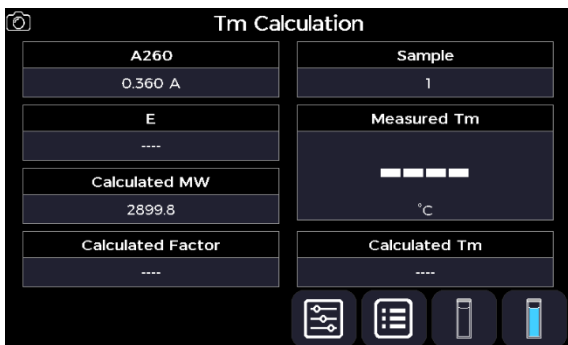 Tm Calculation
A260
0.360 A
E
----
Calculated MW
2899.8
Calculated Factor
----
Sample
1
Measured Tm
----
°C
Calculated Tm
----